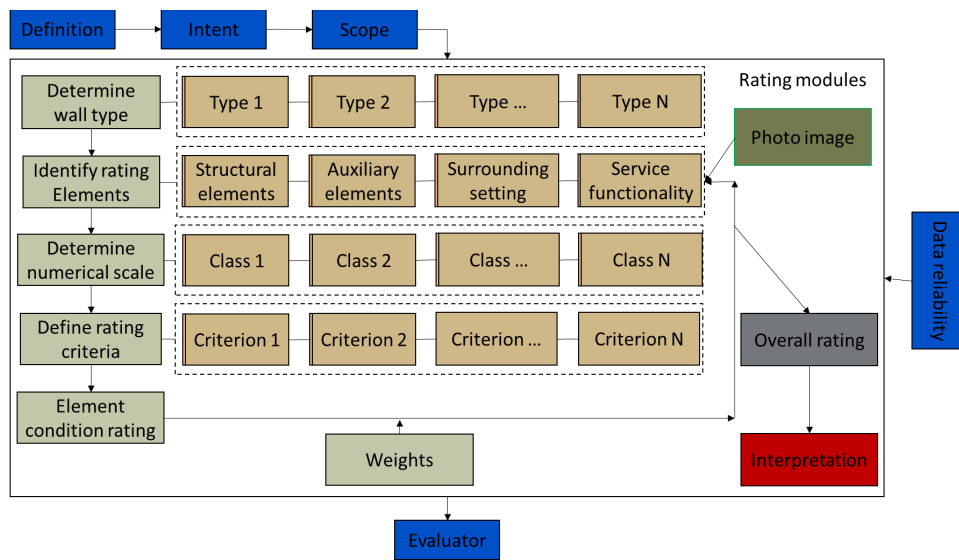 Definition
Intent
Scope
Rating modules
Determine
wall type
Type 1
Type 2
Type ...
Type N
Photo image
Identify rating
Elements
Structural
elements
Auxiliary
elements
Surrounding
setting
Service
functionality
Data reliability
Determine
numerical scale
Class 1
Class 2
Class ...
Class N
Define rating
criteria
Criterion 1
Criterion 2
Criterion ...
Criterion N
Overall rating
Element
condition rating
Weights
Interpretation
Evaluator